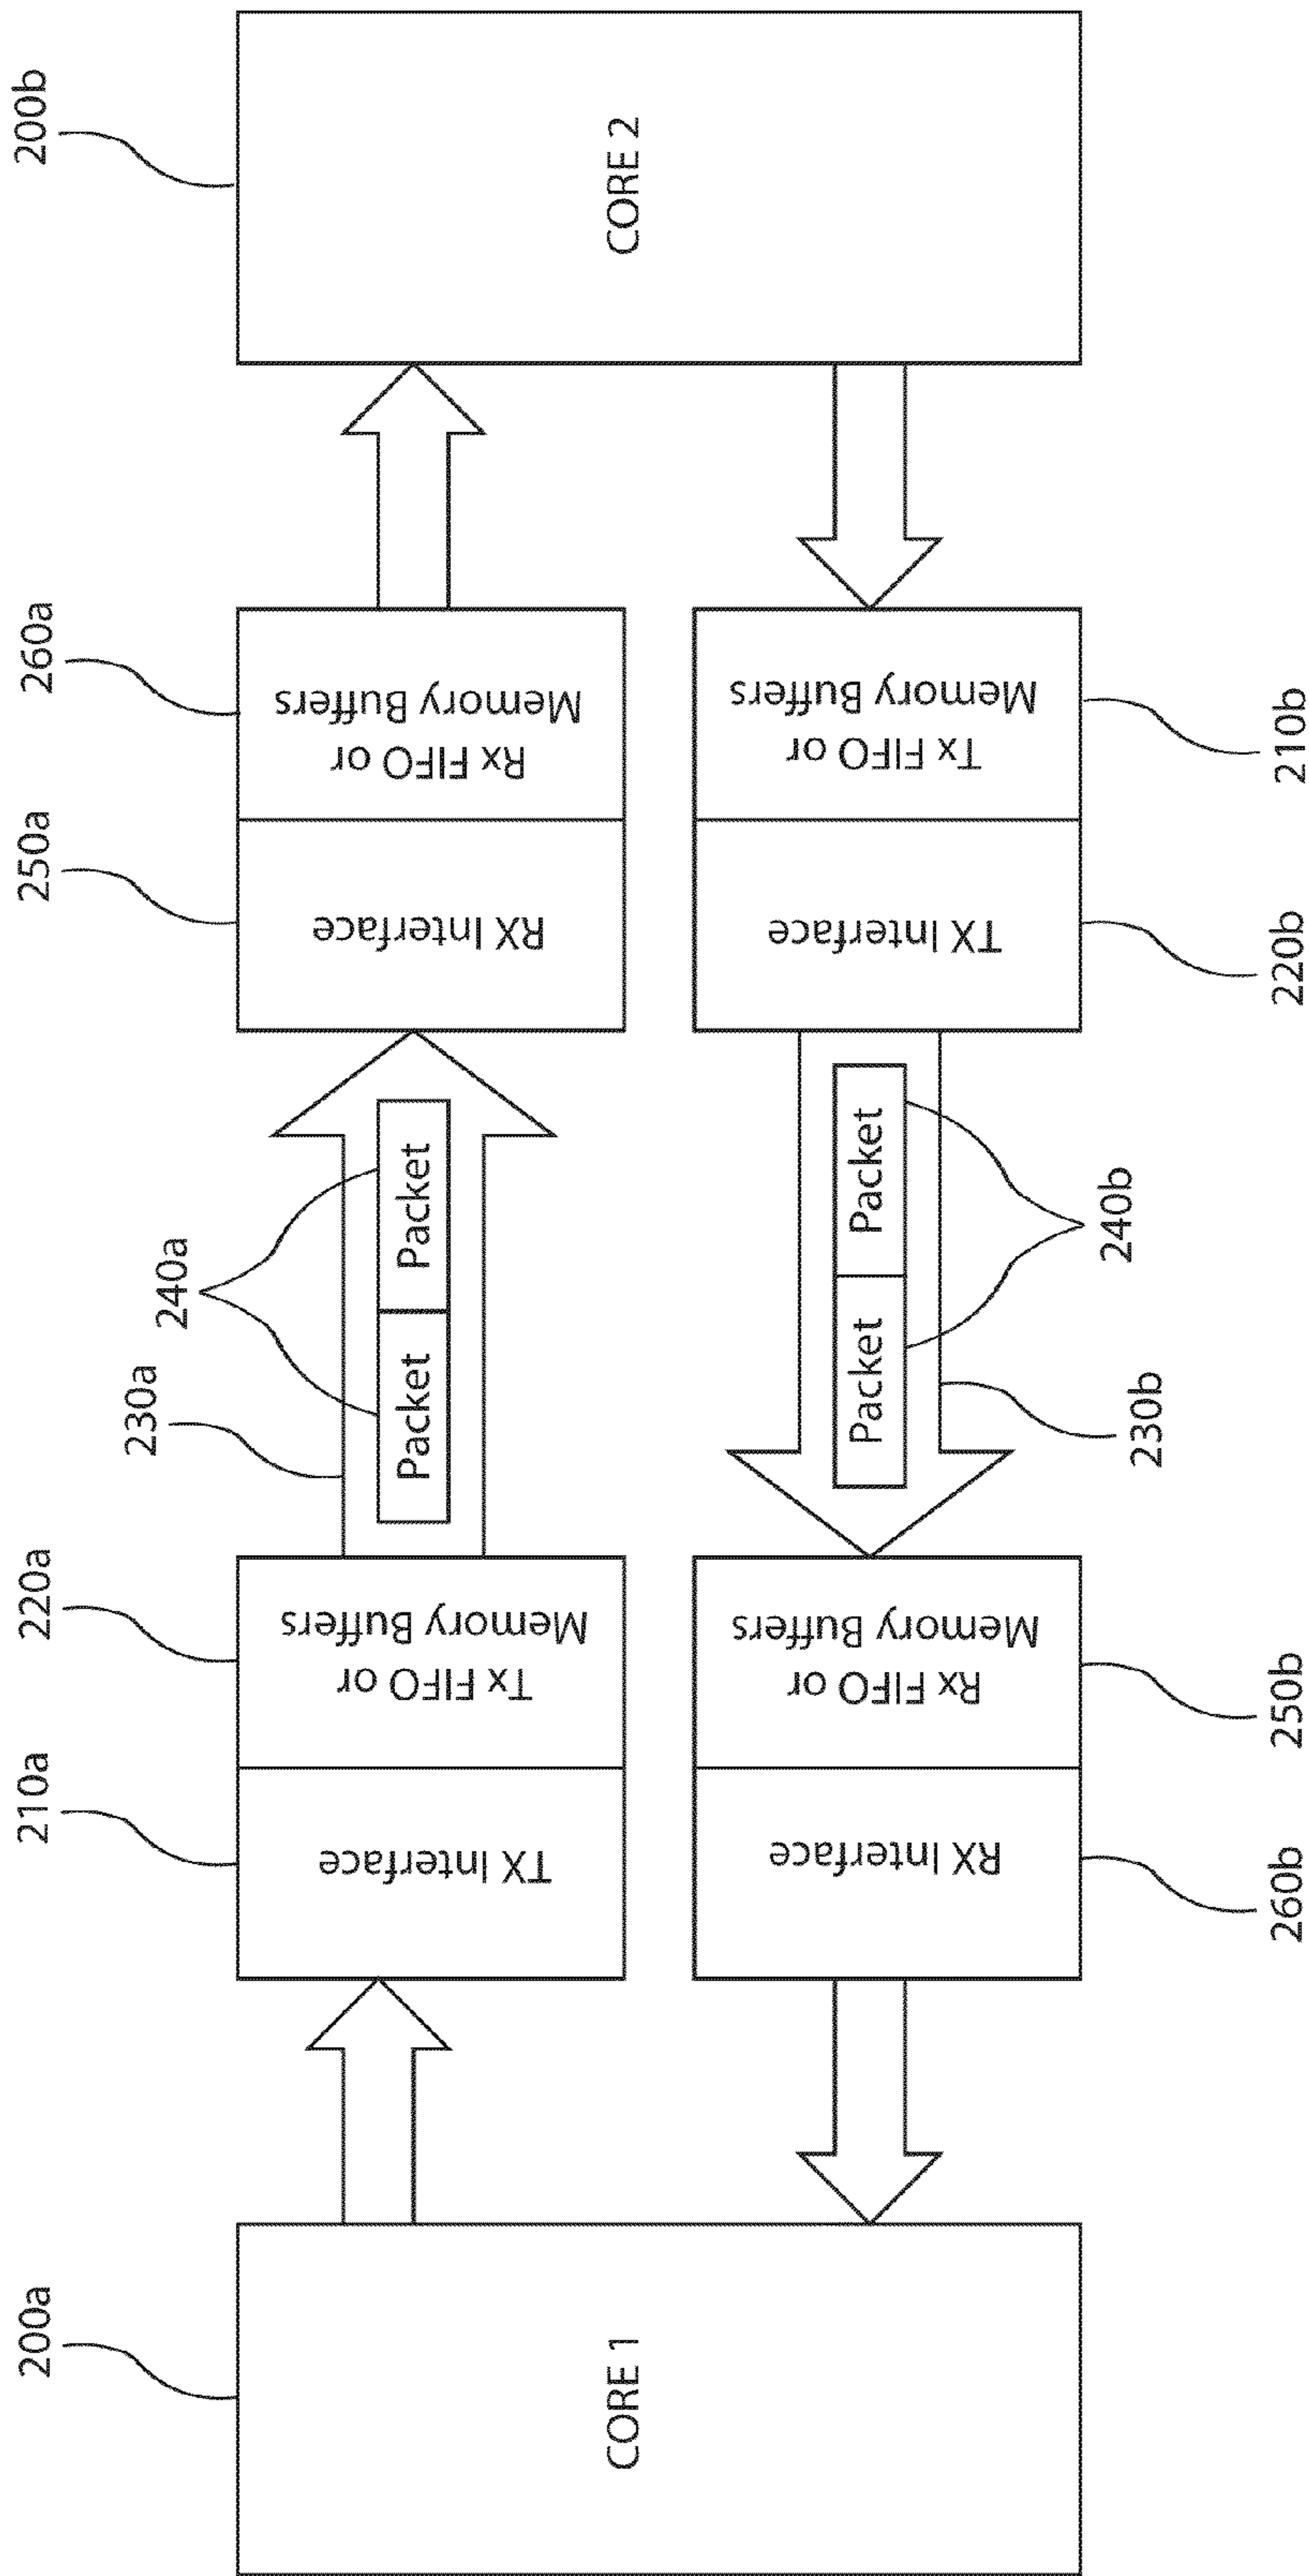 200a
210a
220a
230a
240a
250a
260a
200b
CORE 1
TX Interface
Tx FIFO or
Memory Buffers
Packet
Packet
RX Interface
Rx FIFO or
Memory Buffers
CORE 2
RX Interface
Rx FIFO or
Memory Buffers
Packet
Packet
TX Interface
Tx FIFO or
Memory Buffers
260b
250b
230b
240b
220b
210b